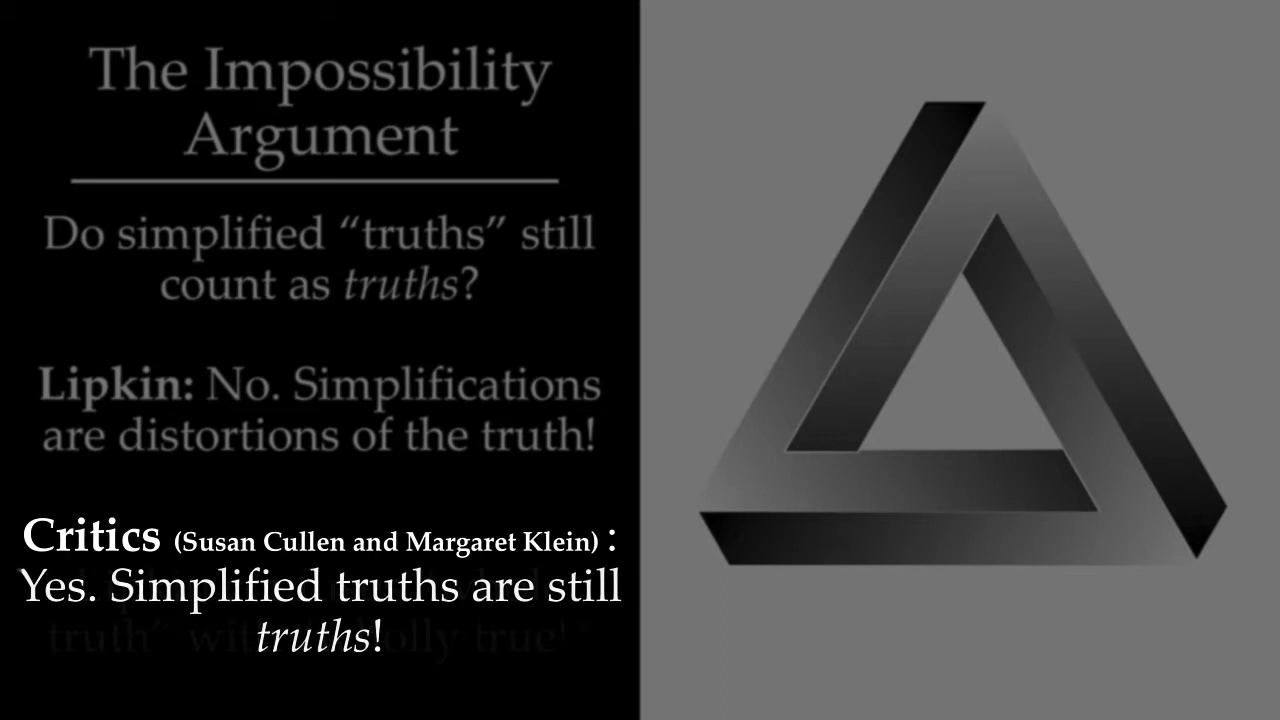 The Impossibility
Argument
Do simplified “truths” still
count as truths?
Lipkin: No. Simplifications
are distortions of the truth!
Critics (Susan Cullen and Margaret Klein) :
Yes. Simplified truths are still
truths!